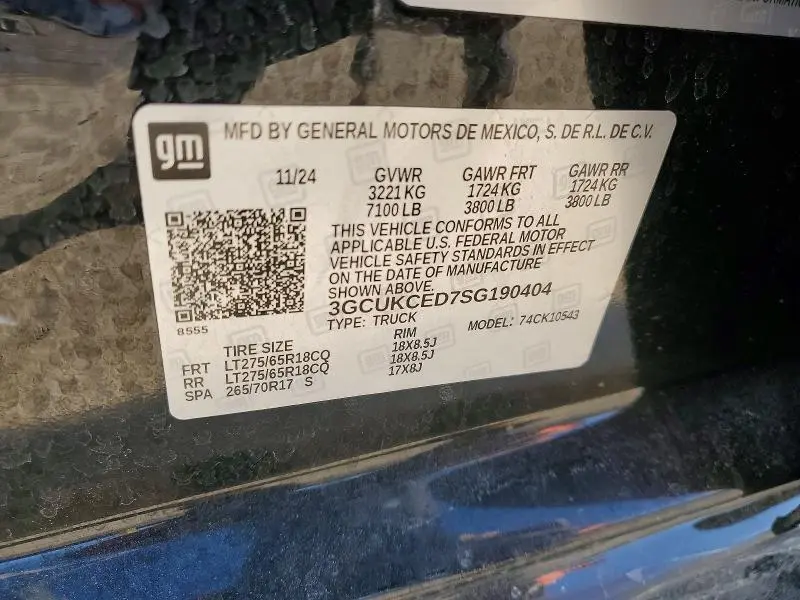 gm MFD BY GENERAL MOTORS DE MEXICO, S. DE R.L. DE C.V.
11/24 GVWR GAWR FRT GAWR RR
3221 KG 1724 KG 1724 KG
7100 LB 3800 LB 3800 LB
THIS VEHICLE CONFORMS TO ALL
APPLICABLE U.S. FEDERAL MOTOR
VEHICLE SAFETY STANDARDS IN EFFECT
ON THE DATE OF MANUFACTURE
SHOWN ABOVE.
3GCUKCED7SG190404
8555
TYPE: TRUCK MODEL: 74CK10543
TIRE SIZE RIM
FRT LT275/65R18CQ 18X8.5J
RR LT275/65R18CQ 18X8.5J
SPA 265/70R17 S 17X8J